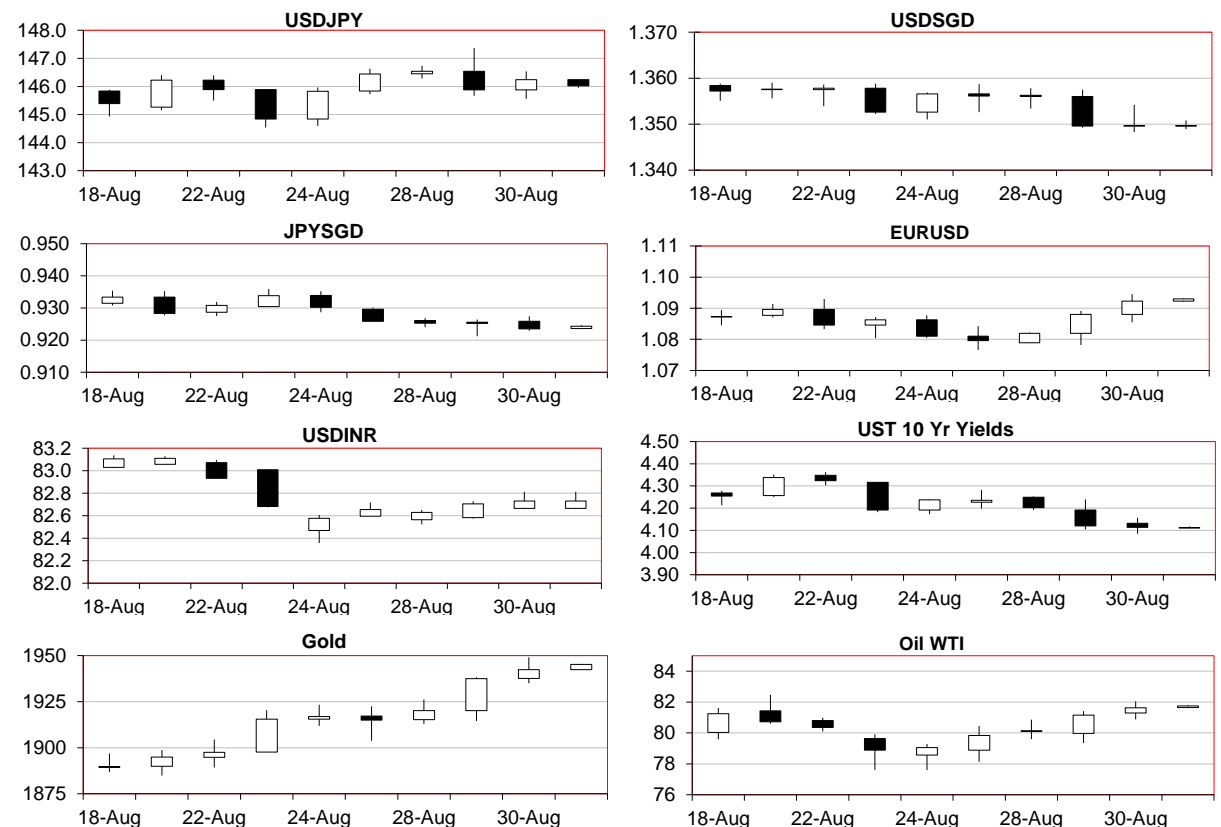 USDJPY
148.0
147.0
146.0
145.0
144.0
143.0
18-Aug 22-Aug 24-Aug 28-Aug 30-Aug
USDSGD
1.370
1.360
1.350
1.340
18-Aug 22-Aug 24-Aug 28-Aug 30-Aug
JPYSGD
0.950
0.940
0.930
0.920
0.910
18-Aug 22-Aug 24-Aug 28-Aug 30-Aug
EURUSD
1.11
1.10
1.09
1.08
1.07
18-Aug 22-Aug 24-Aug 28-Aug 30-Aug
USDINR
83.2
83.0
82.8
82.6
82.4
82.2
82.0
18-Aug 22-Aug 24-Aug 28-Aug 30-Aug
UST 10 Yr Yields
4.50
4.40
4.30
4.20
4.10
4.00
3.90
18-Aug 22-Aug 24-Aug 28-Aug 30-Aug
Gold
1950
1925
1900
1875
18-Aug 22-Aug 24-Aug 28-Aug 30-Aug
Oil WTI
84
82
80
78
76
18-Aug 22-Aug 24-Aug 28-Aug 30-Aug